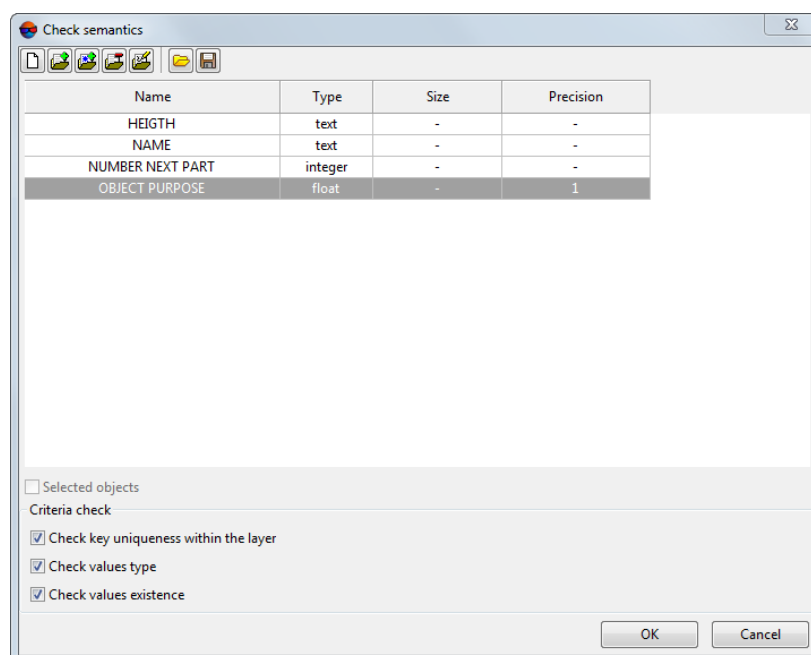 Check semantics
Name Type Size Precision
HEIGTH text - -
NAME text - -
NUMBER NEXT PART integer - -
OBJECT PURPOSE float - 1
Selected objects
Criteria check
Check key uniqueness within the layer
Check values type
Check values existence
OK Cancel